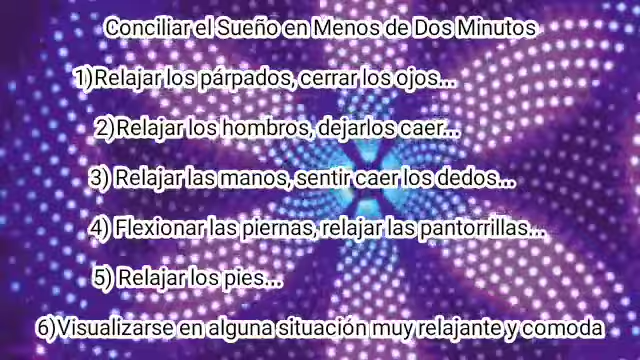 Conciliar el Sueño en Menos de Dos Minutos
1)Relajar los párpados, cerrar los ojos...
2)Relajar los hombros, dejarlos caer...
3) Relajar las manos, sentir caer los dedos...
4) Flexionar las piernas, relajar las pantorrillas...
5) Relajar los pies...
6)Visualizarse en alguna situación muy relajante y comoda